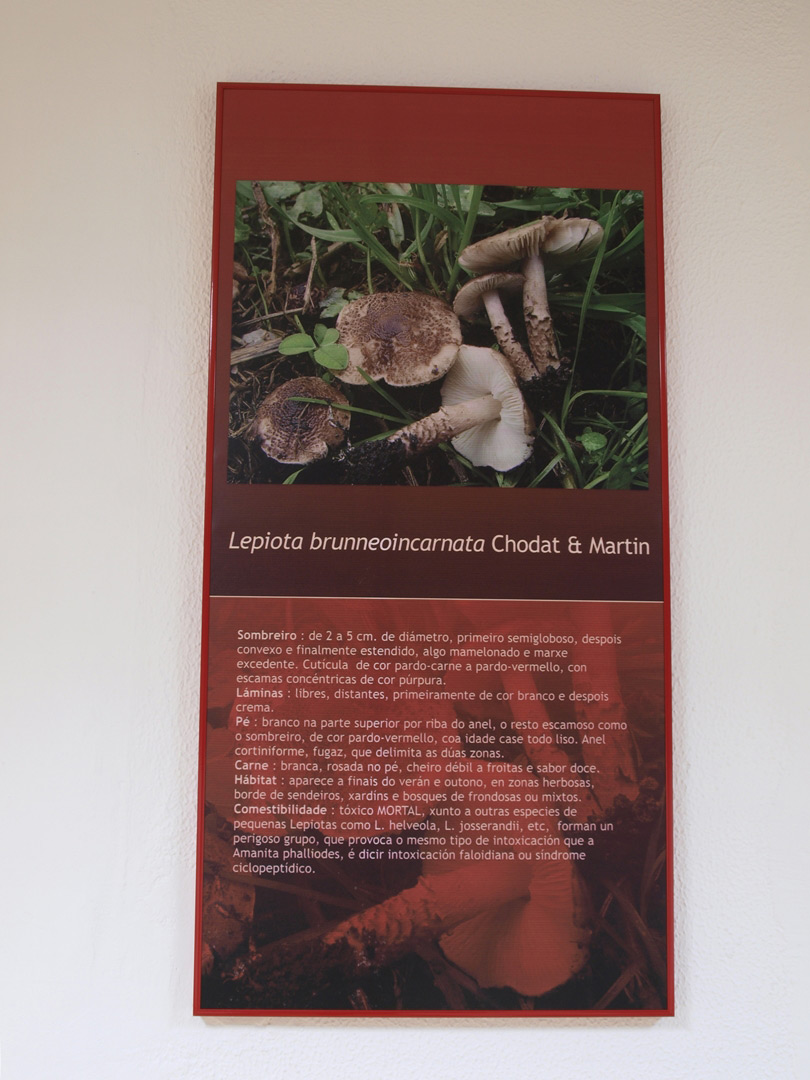 Lepiota brunneoincarnata Chodat & Martin
Sombreiro : de 2 a 5 cm. de diámetro, primeiro semigloboso, despois
convexo e finalmente estendido, algo mamelonado e marxe
excedente. Cutícula de cor pardo-carne a pardo-vermello, con
escamas concéntricas de cor púrpura.
Láminas : libres, distantes, primeiramente de cor branco e despois
crema.
Pé : branco na parte superior por riba do anel, o resto escamoso como
o sombreiro, de cor pardo-vermello, coa idade case todo liso. Anel
cortiniforme, fugaz, que delimita as dúas zonas.
Carne : branca, rosada no pé, cheiro débil a froitas e sabor doce.
Hábitat : aparece a finais do verán e outono, en zonas herbosas,
borde de sendeiros, xardíns e bosques de frondosas ou mixtos.
Comestibilidade : tóxico MORTAL, xunto a outras especies de
pequenas Lepiotas como L. helveola, L. josserandii, etc, forman un
perigoso grupo, que provoca o mesmo tipo de intoxicación que a
Amanita phalliodes, é dicir intoxicación faloidiana ou síndrome
ciclopeptídico.